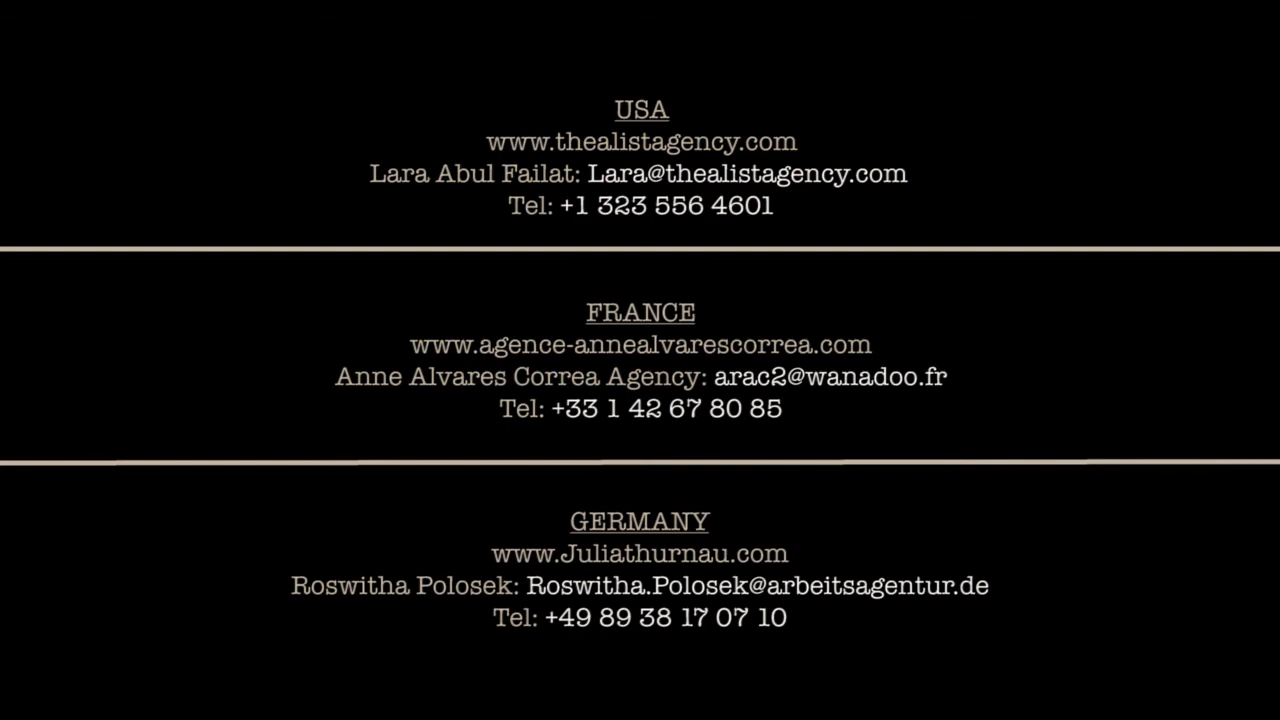 USA
www.thealistagency.com
Lara Abul Failat: Lara@thealistagency.com
Tel: +1 323 556 4601
FRANCE
www.agence-annealvarescorrea.com
Anne Alvares Correa Agency: arac2@wanadoo.fr
Tel: +33 1 42 67 80 85
GERMANY
www.Juliathurnau.com
Roswitha Polosek: Roswitha.Polosek@arbeitsagentur.de
Tel: +49 89 38 17 07 10